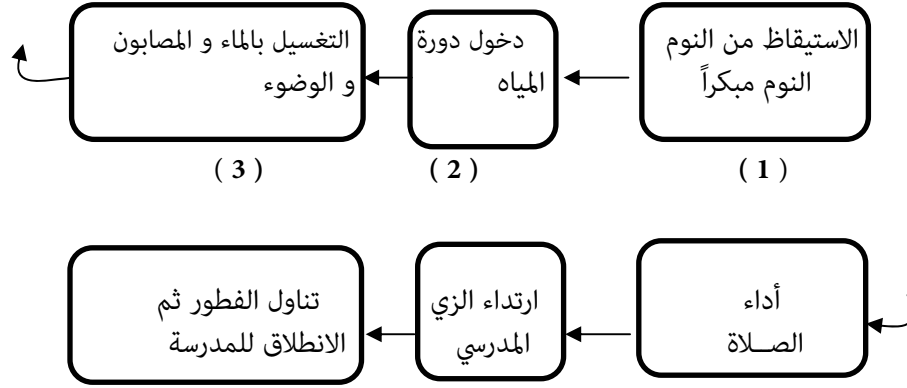 الاستيقاظ من النوم
النوم مبكراً
دخول دورة
المياه
التغسيل بالماء و المصابون
و الوضوء
( 1 )
( 2 )
( 3 )
أداء
الصــلاة
ارتداء الزي
المدرسي
تناول الفطور ثم
الانطلاق للمدرسة